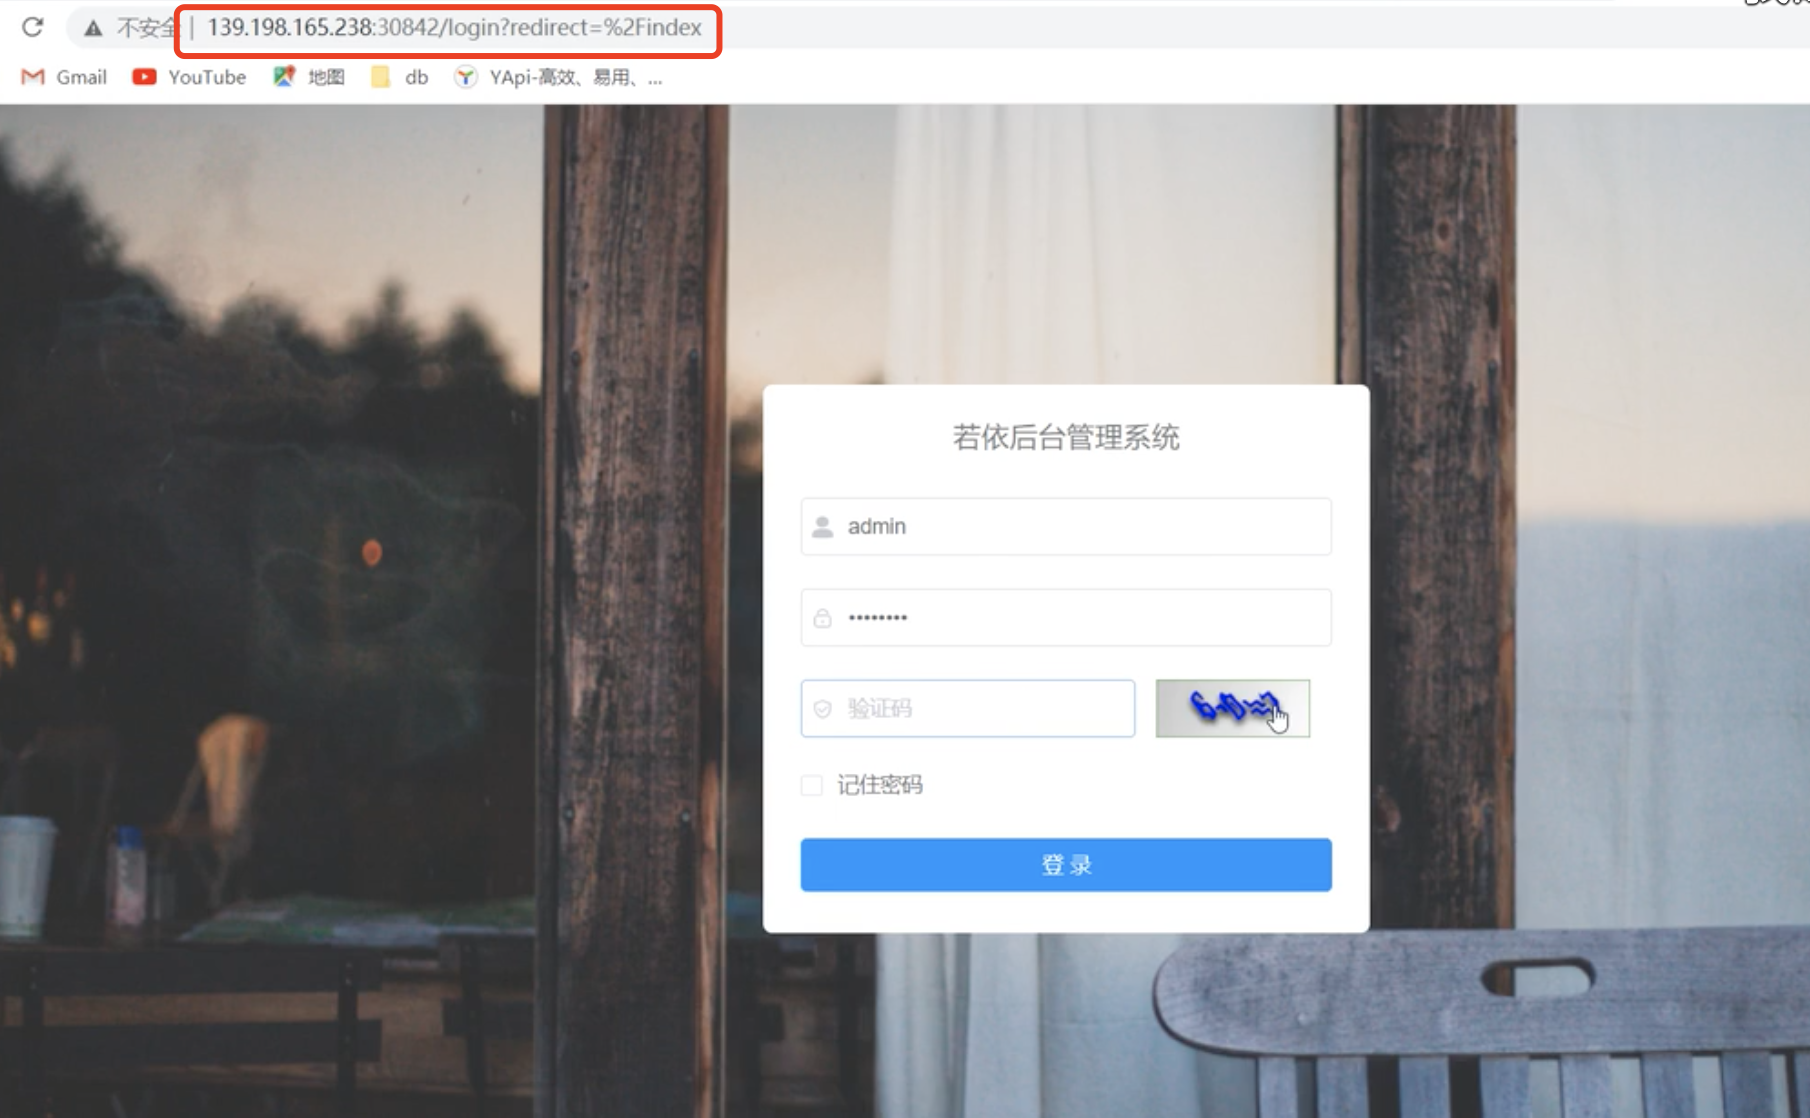 不安全 | 139.198.165.238:30842/login?redirect=%2Findex
Gmail YouTube 地图 db YApi-高效、易用、...
若依后台管理系统
admin
••••••••
验证码
记住密码
登 录